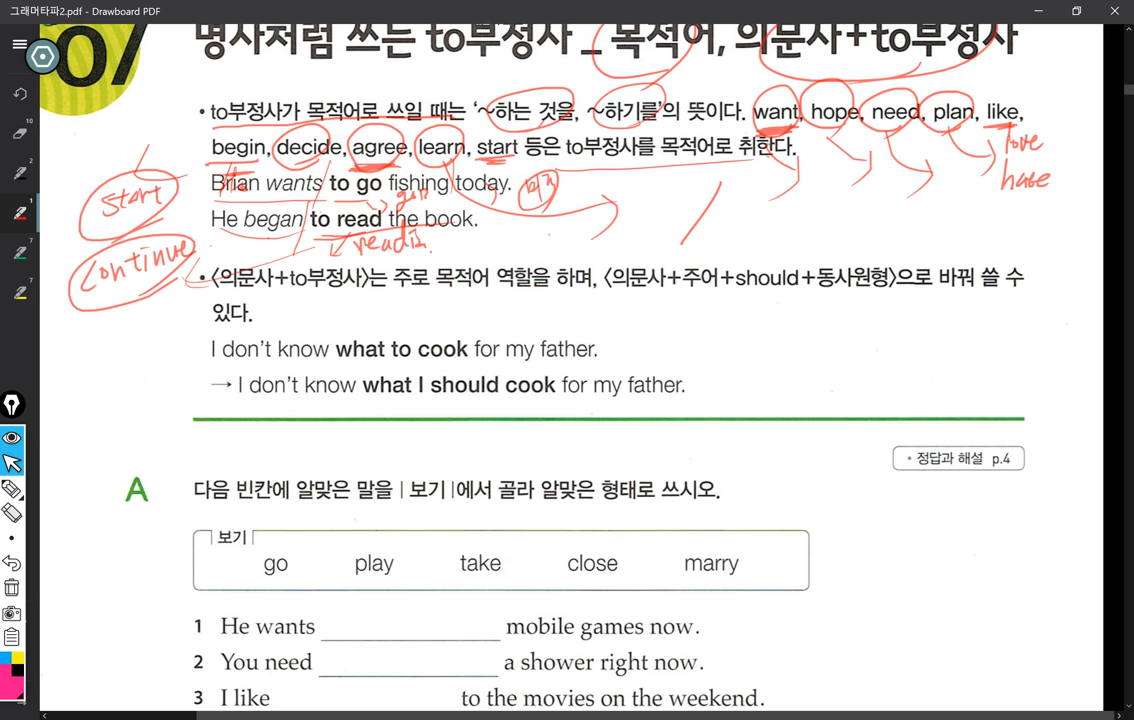 그래머타파2.pdf - Drawboard PDF
07
명사처럼 쓰는 to부정사 _ 목적어, 의문사+to부정사
• to부정사가 목적어로 쓰일 때는 ‘~하는 것을, ~하기를’의 뜻이다. want, hope, need, plan, like,
begin, decide, agree, learn, start 등은 to부정사를 목적어로 취한다.
love
hate
Brian wants to go fishing today.
start
He began to read the book.
continue
• 〈의문사+to부정사〉는 주로 목적어 역할을 하며, 〈의문사+주어+should+동사원형〉으로 바꿔 쓸 수
있다.
I don't know what to cook for my father.
→ I don't know what I should cook for my father.
• 정답과 해설 p.4
A 다음 빈칸에 알맞은 말을 | 보기 |에서 골라 알맞은 형태로 쓰시오.
보기
go play take close marry
1 He wants ____________ mobile games now.
2 You need ____________ a shower right now.
3 I like ____________ to the movies on the weekend.
10
2
1
7
7